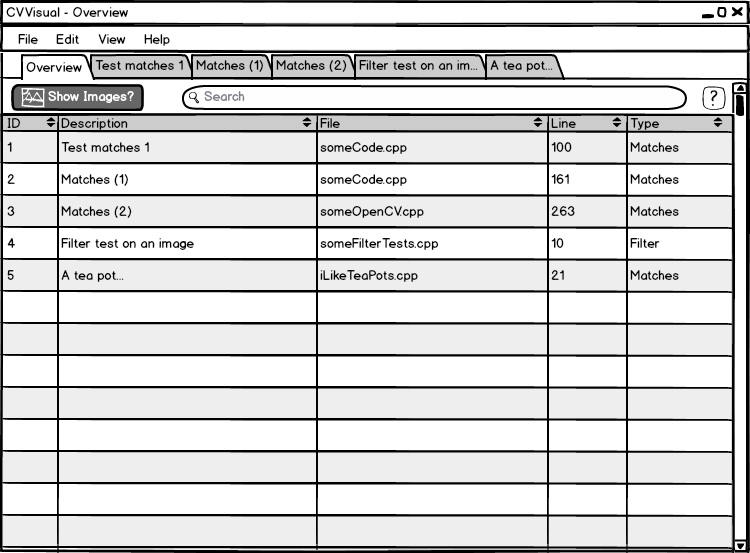 CVVisual - Overview
File Edit View Help
Overview Test matches 1 Matches (1) Matches (2) Filter test on an im... A tea pot...
Show Images? Search ?
ID Description File Line Type
1 Test matches 1 someCode.cpp 100 Matches
2 Matches (1) someCode.cpp 161 Matches
3 Matches (2) someOpenCV.cpp 263 Matches
4 Filter test on an image someFilterTests.cpp 10 Filter
5 A tea pot... iLikeTeaPots.cpp 21 Matches